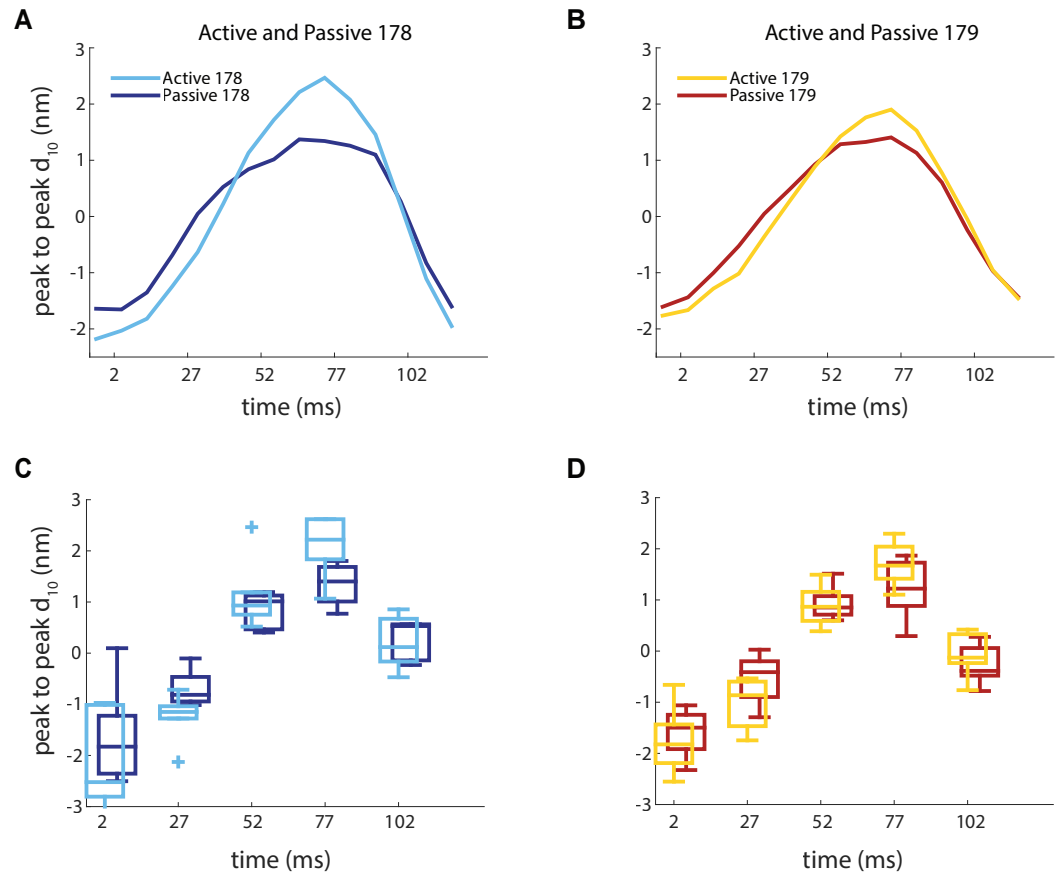 A
Active and Passive 178
3
2
1
0
-1
-2
peak to peak d10 (nm)
Active 178
Passive 178
2 27 52 77 102
time (ms)
B
Active and Passive 179
3
2
1
0
-1
-2
Active 179
Passive 179
2 27 52 77 102
time (ms)
C
3
2
1
0
-1
-2
-3
peak to peak d10 (nm)
2 27 52 77 102
time (ms)
D
3
2
1
0
-1
-2
-3
2 27 52 77 102
time (ms)